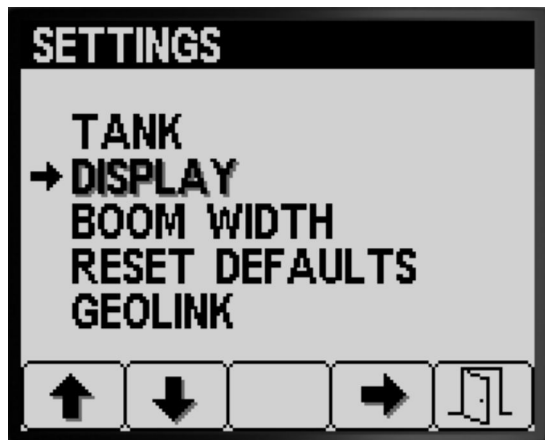 SETTINGS
TANK
DISPLAY
BOOM WIDTH
RESET DEFAULTS
GEOLINK